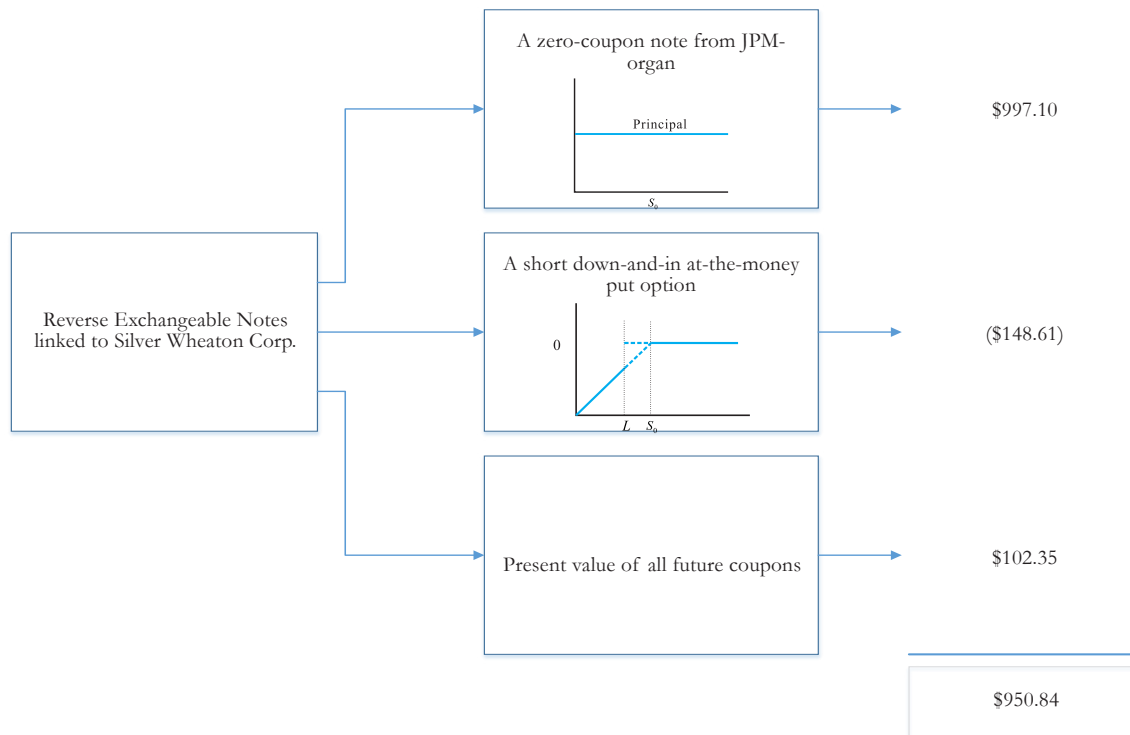 A zero-coupon note from JPM-
organ
Principal
S₀
$997.10
Reverse Exchangeable Notes
linked to Silver Wheaton Corp.
A short down-and-in at-the-money
put option
0
L S₀
($148.61)
Present value of all future coupons
$102.35
$950.84